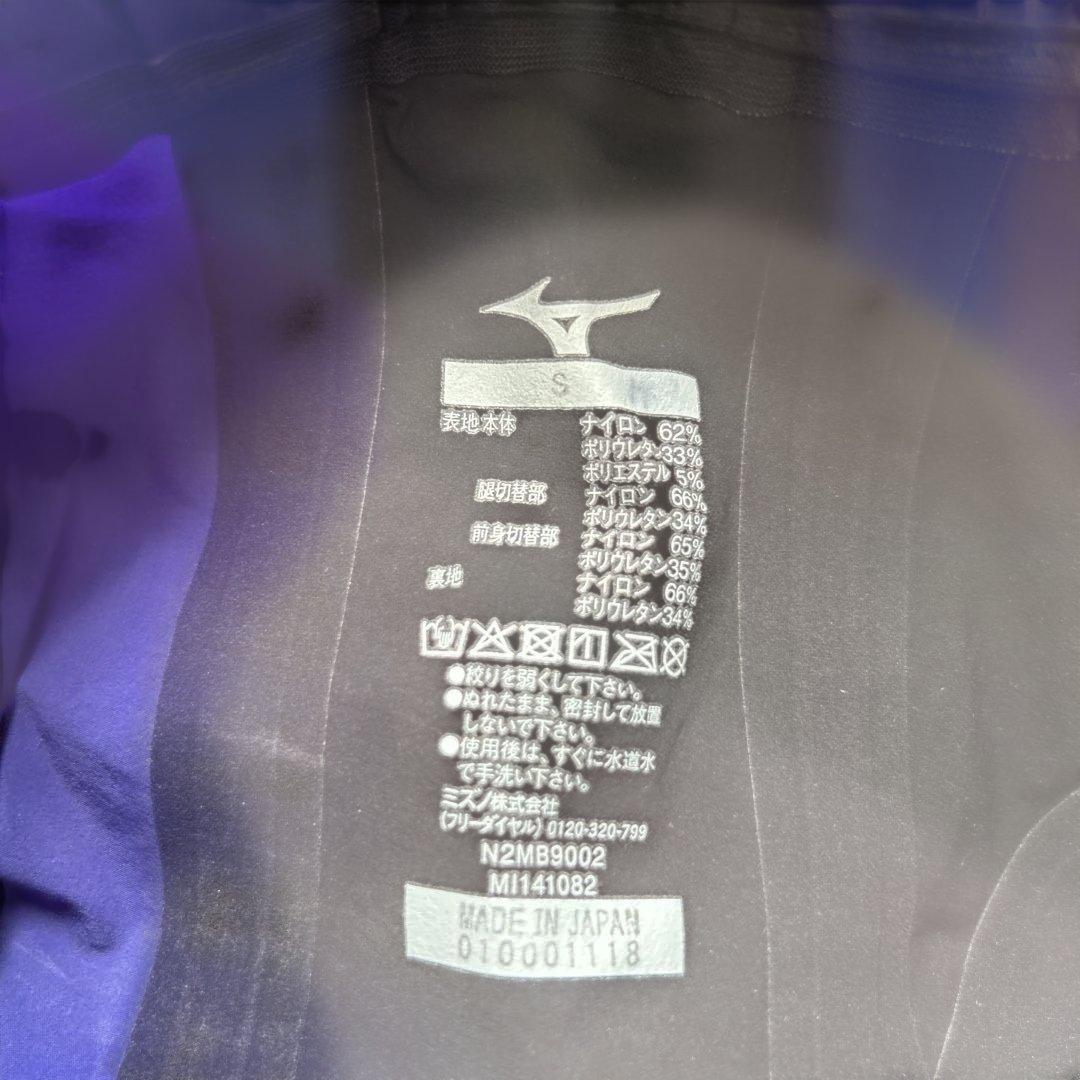 S
表地本体 ナイロン 62%
ポリウレタン33%
ポリエステル 5%
腿切替部 ナイロン 66%
ポリウレタン34%
前身切替部 ナイロン 65%
ポリウレタン35%
裏地 ナイロン 66%
ポリウレタン34%
●絞りを弱くして下さい。
●ぬれたまま、密封して放置
しないで下さい。
●使用後は、すぐに水道水
で手洗い下さい。
ミズノ株式会社
(フリーダイヤル) 0120-320-799
N2MB9002
MI141082
MADE IN JAPAN
010001118